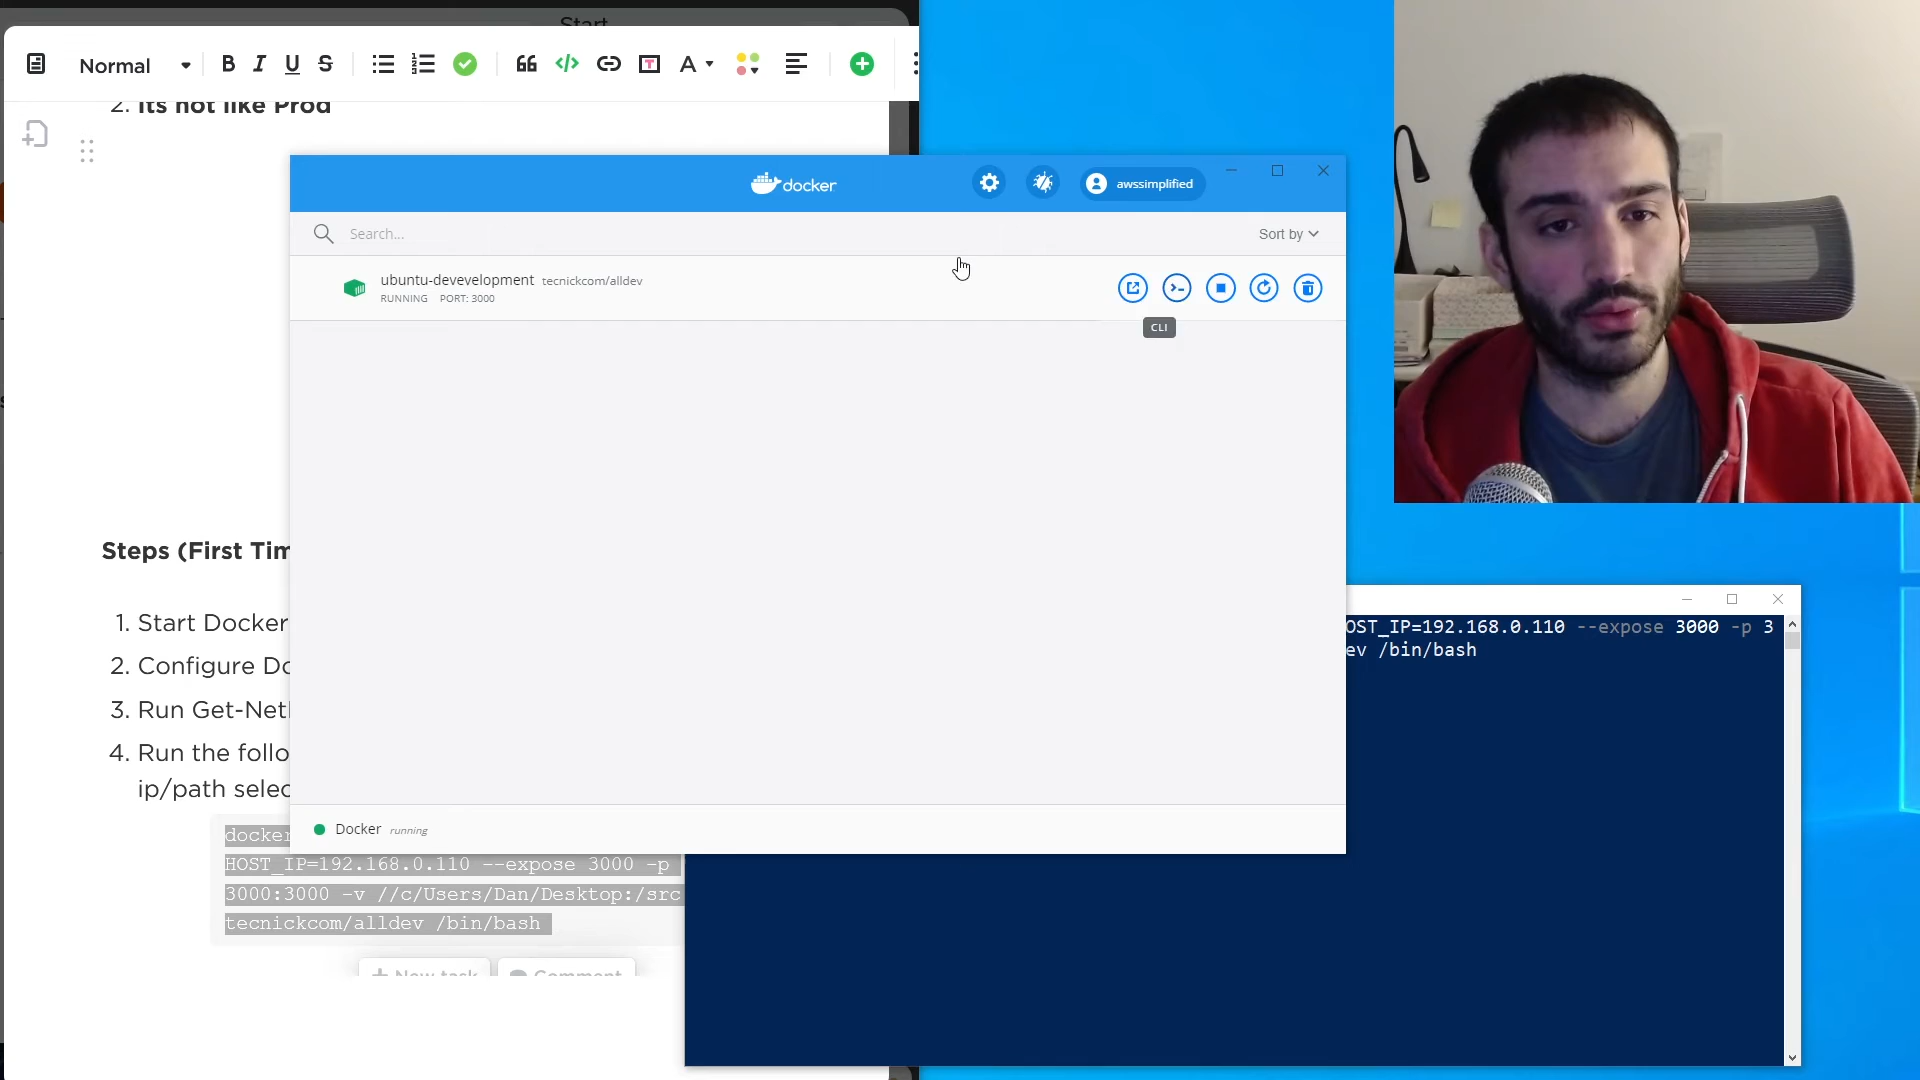 Start
Normal
B I U S
2. Its not like Prod
docker
awssimplified
Search...
Sort by
ubuntu-devevelopment tecnickcom/alldev
RUNNING PORT: 3000
CLI
Steps (First Tim
1. Start Docker
2. Configure Do
3. Run Get-Net
4. Run the follo
ip/path selec
docker
HOST_IP=192.168.0.110 --expose 3000 -p
3000:3000 -v //c/Users/Dan/Desktop:/src
tecnickcom/alldev /bin/bash
New task
Comment
Docker running
OST_IP=192.168.0.110 --expose 3000 -p 3
ev /bin/bash